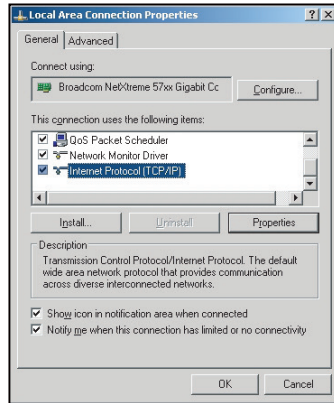 Local Area Connection Properties
General Advanced
Connect using:
Broadcom NetXtreme 57xx Gigabit Cc
Configure...
This connection uses the following items:
QoS Packet Scheduler
Network Monitor Driver
Internet Protocol (TCP/IP)
Install... Uninstall Properties
Description
Transmission Control Protocol/Internet Protocol. The default
wide area network protocol that provides communication
across diverse interconnected networks.
Show icon in notification area when connected
Notify me when this connection has limited or no connectivity
OK Cancel